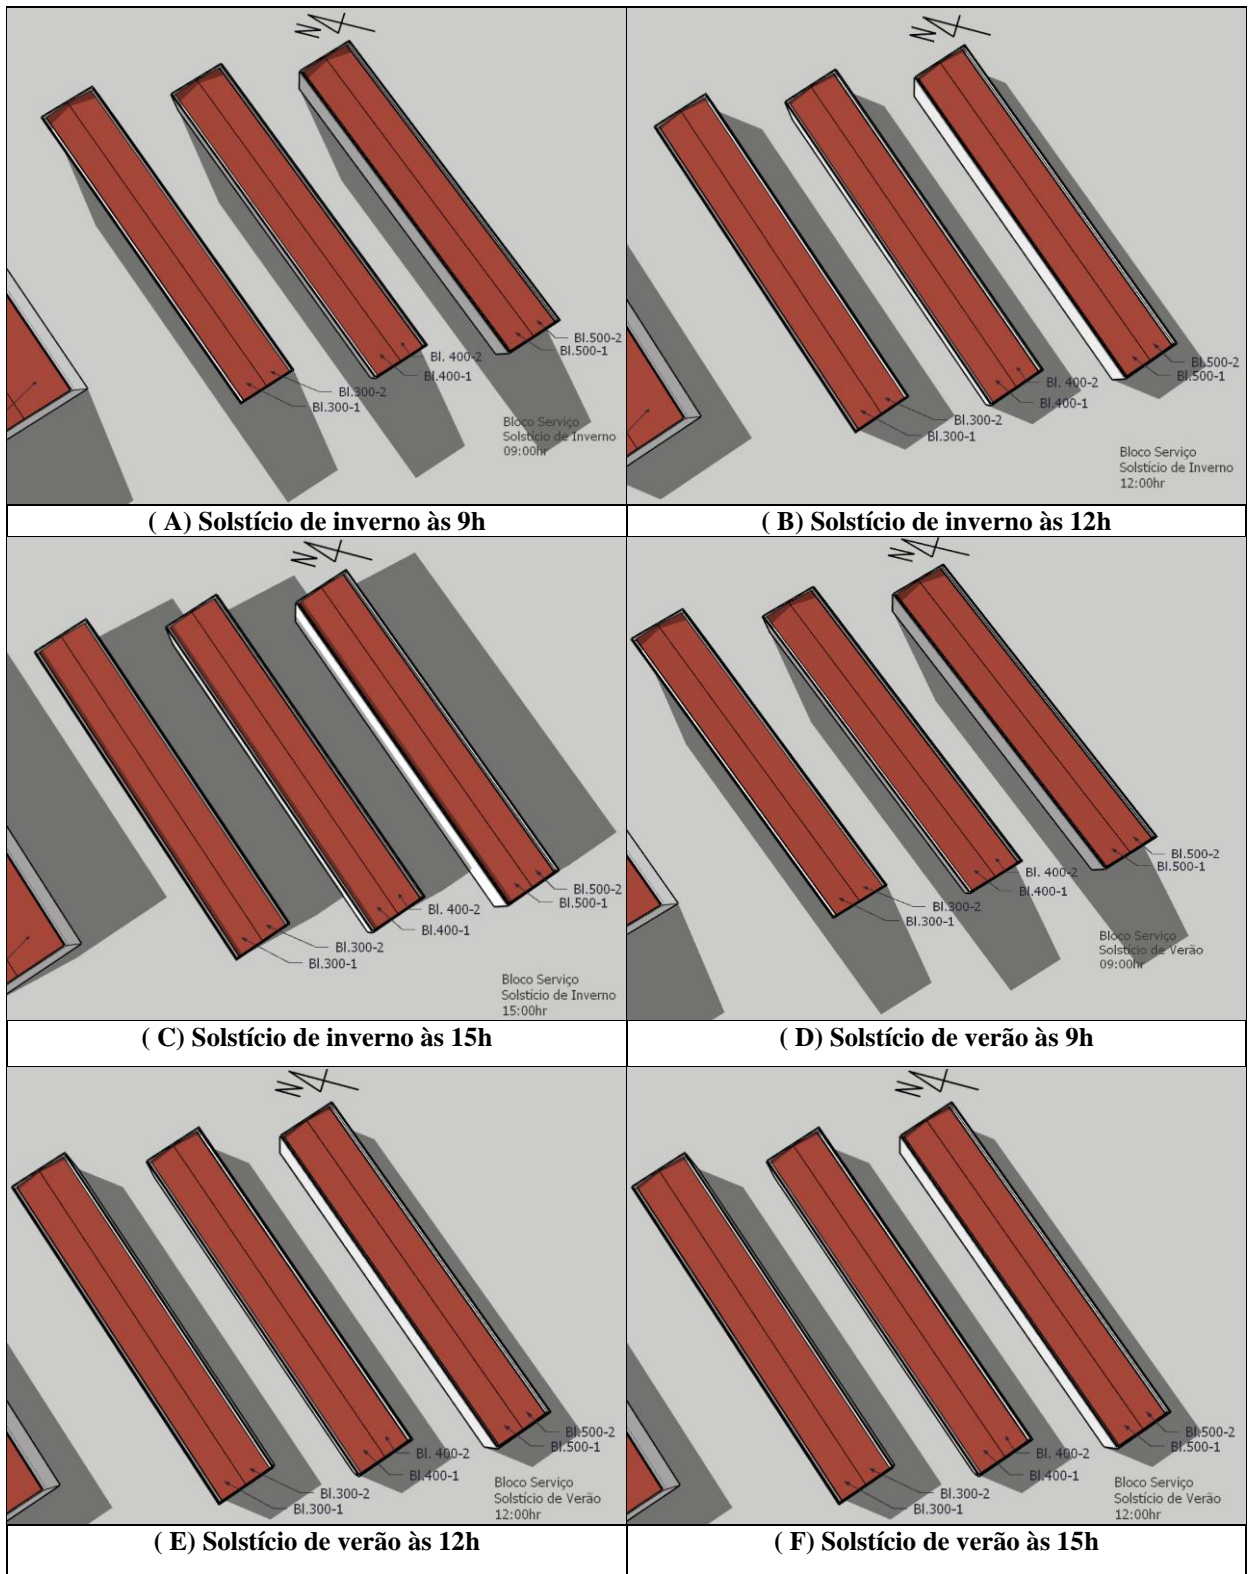 N
Bl.500-2
Bl.500-1
Bl. 400-2
Bl.400-1
Bl.300-2
Bl.300-1
Bloco Serviço
Solstício de Inverno
09:00hr
N
Bl.500-2
Bl.500-1
Bl. 400-2
Bl.400-1
Bl.300-2
Bl.300-1
Bloco Serviço
Solstício de Inverno
12:00hr
( A) Solstício de inverno às 9h
( B) Solstício de inverno às 12h
N
Bl.500-2
Bl.500-1
Bl. 400-2
Bl.400-1
Bl.300-2
Bl.300-1
Bloco Serviço
Solstício de Inverno
15:00hr
N
Bl.500-2
Bl.500-1
Bl. 400-2
Bl.400-1
Bl.300-2
Bl.300-1
Bloco Serviço
Solstício de Verão
09:00hr
( C) Solstício de inverno às 15h
( D) Solstício de verão às 9h
N
Bl.500-2
Bl.500-1
Bl. 400-2
Bl.400-1
Bl.300-2
Bl.300-1
Bloco Serviço
Solstício de Verão
12:00hr
N
Bl.500-2
Bl.500-1
Bl. 400-2
Bl.400-1
Bl.300-2
Bl.300-1
Bloco Serviço
Solstício de Verão
12:00hr
( E) Solstício de verão às 12h
( F) Solstício de verão às 15h